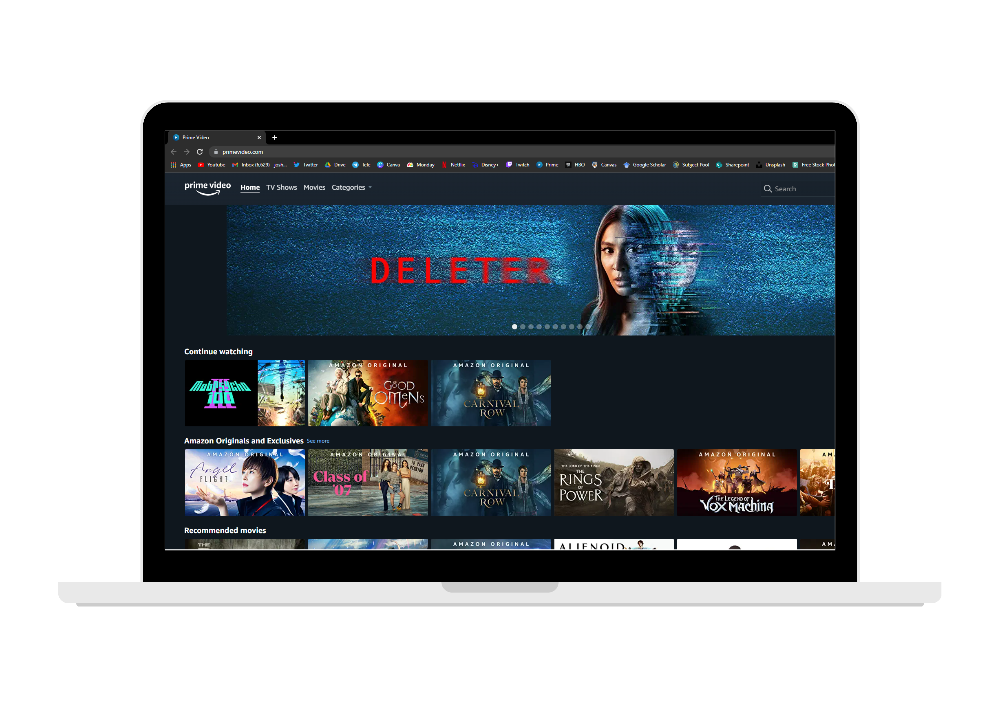 Prime Video
primevideo.com
Apps Youtube Inbox (6,629) - josh... Twitter Drive Tele Canva Monday Netflix Disney+ Twitch Prime HBO Canvas Google Scholar Subject Pool Sharepoint Unsplash Free Stock Phot
prime video Home TV Shows Movies Categories Search
DELETER
Continue watching
Mob Psycho 100 III
AMAZON ORIGINAL
GOOD OMENS
AMAZON ORIGINAL
CARNIVAL ROW
Amazon Originals and Exclusives See more
AMAZON ORIGINAL
Angel
FLIGHT
AMAZON ORIGINAL
Class of
'07
10 YEAR
REUNION
AMAZON ORIGINAL
CARNIVAL
ROW
THE LORD OF THE RINGS
THE
RINGS
OF
POWER
AMAZON ORIGINAL
THE LEGEND OF
VOX MACHINA
AM
Recommended movies
THE
AMAZON ORIGINAL
ALIENOID
AM